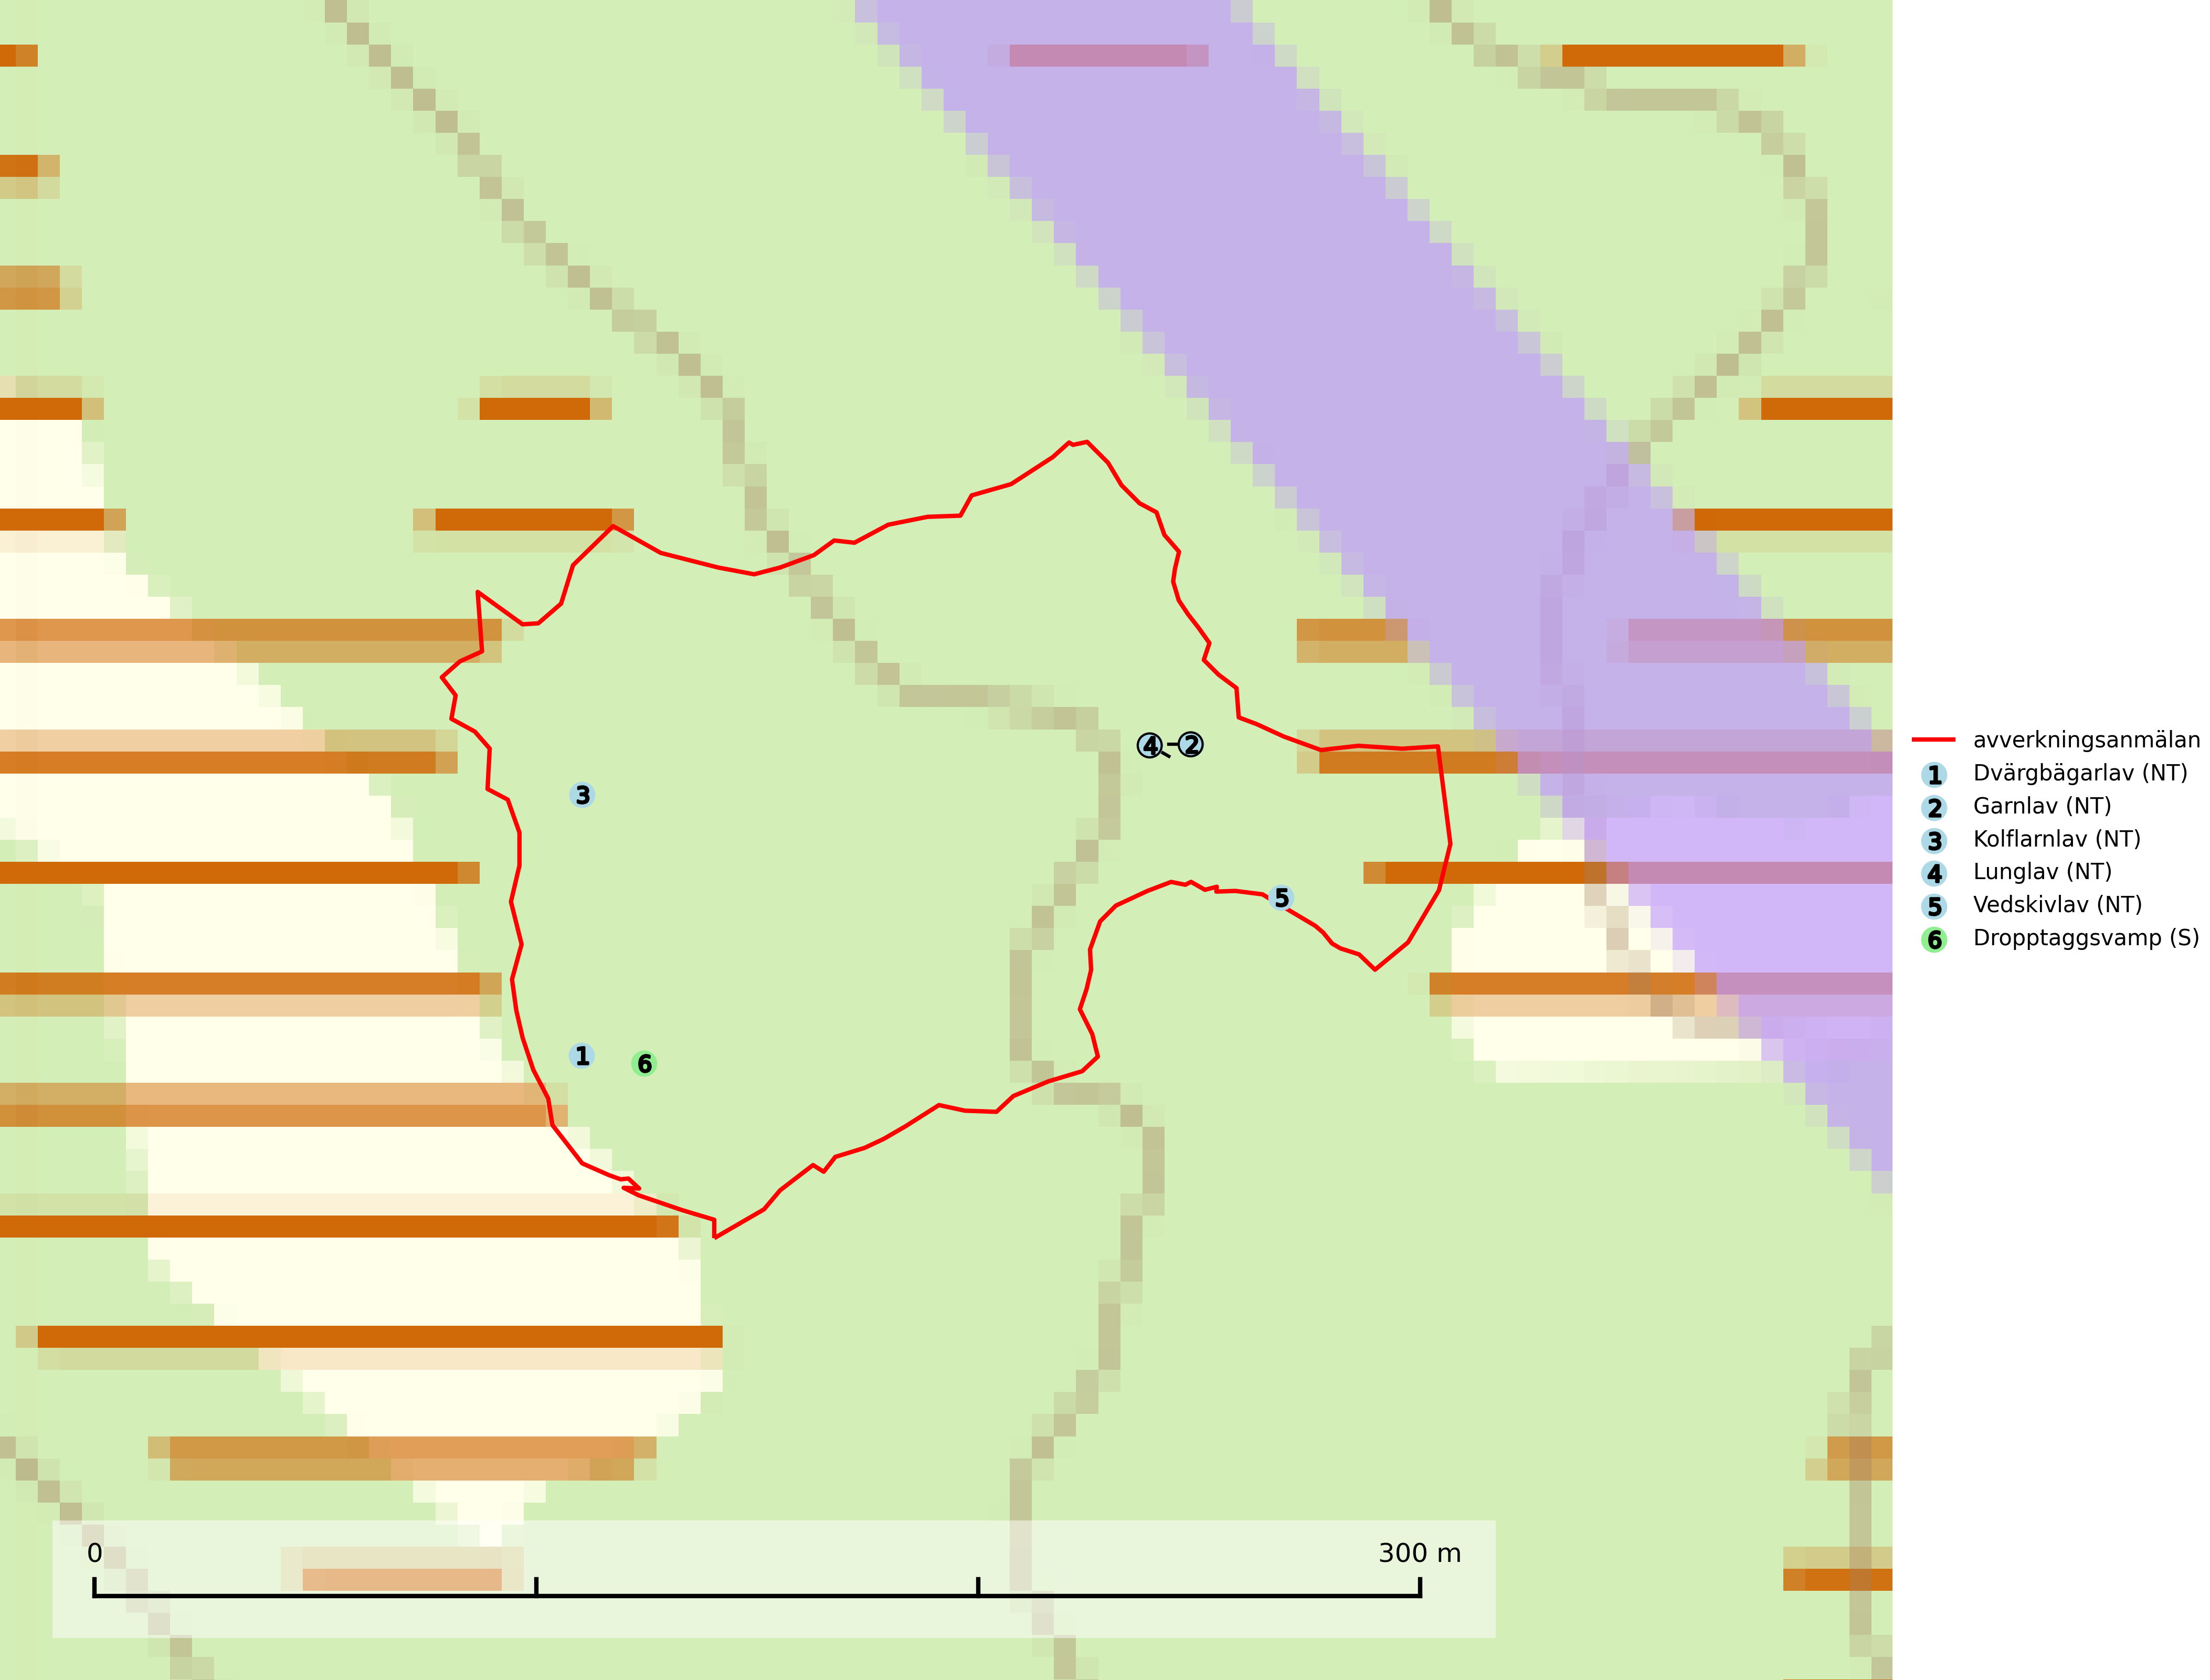 4 2
3
5
1 6
0 300 m
avverkningsanmälan
1 Dvärgbägarlav (NT)
2 Garnlav (NT)
3 Kolflarnlav (NT)
4 Lunglav (NT)
5 Vedskivlav (NT)
6 Dropptaggsvamp (S)